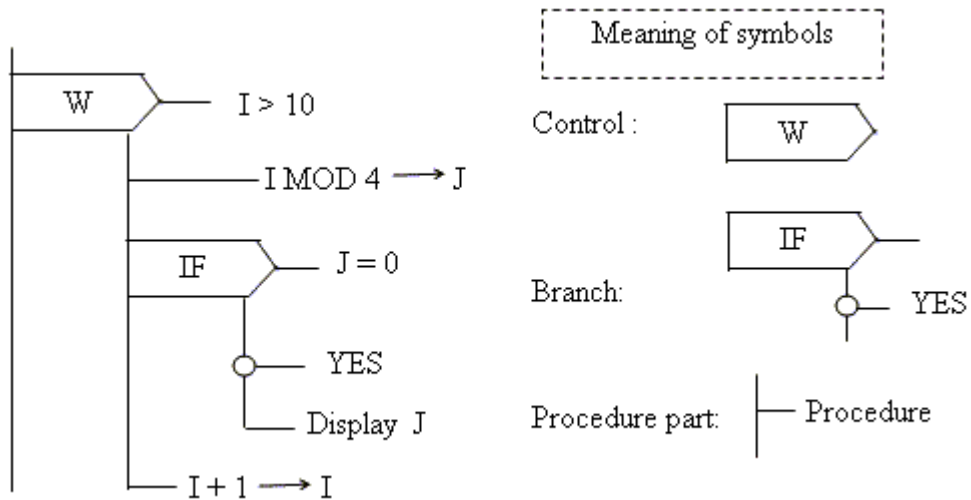 W
I > 10
I MOD 4 → J
IF
J = 0
YES
Display J
I + 1 → I
Meaning of symbols
Control :
W
IF
Branch:
YES
Procedure part:
Procedure